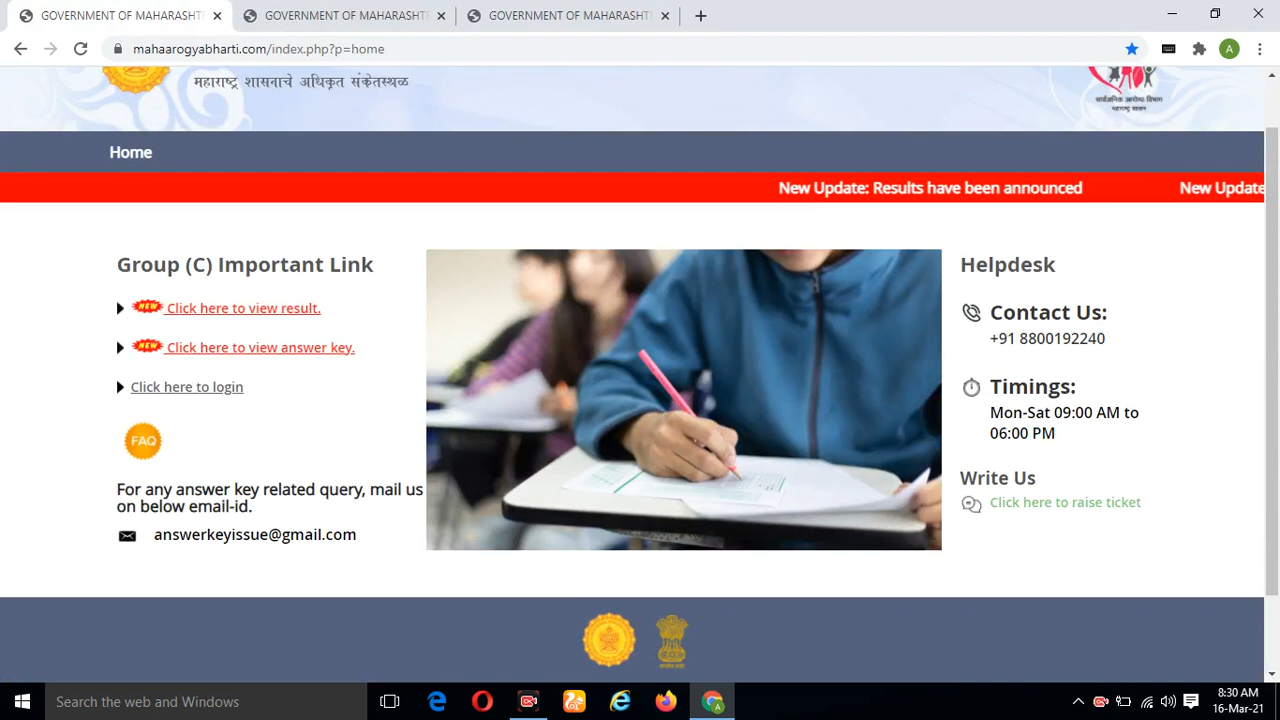 GOVERNMENT OF MAHARASHT
GOVERNMENT OF MAHARASHT
GOVERNMENT OF MAHARASHT
mahaarogyabharti.com/index.php?p=home
A
महाराष्ट्र शासनाचे अधिकृत संकेतस्थळ
सार्वजनिक आरोग्य विभाग
महाराष्ट्र शासन
Home
New Update: Results have been announced
New Update
Group (C) Important Link
NEW Click here to view result.
NEW Click here to view answer key.
Click here to login
FAQ
For any answer key related query, mail us
on below email-id.
answerkeyissue@gmail.com
Helpdesk
Contact Us:
+91 8800192240
Timings:
Mon-Sat 09:00 AM to
06:00 PM
Write Us
Click here to raise ticket
Search the web and Windows
8:30 AM
16-Mar-21